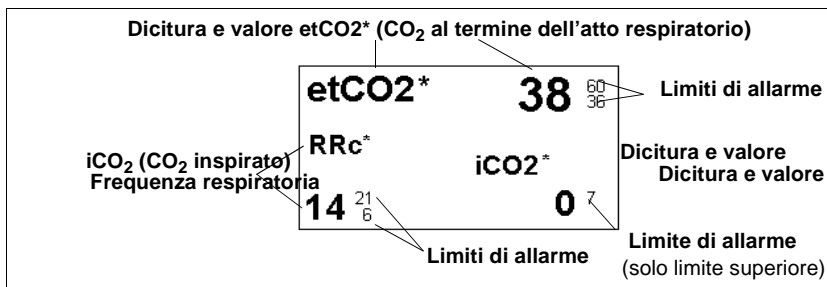 Dicitura e valore etCO2* (CO2 al termine dell'atto respiratorio)
etCO2* 38 60
36
Limiti di allarme
RRc*
iCO2*
iCO2 (CO2 inspirato)
Frequenza respiratoria
Dicitura e valore
Dicitura e valore
14 21
6
0 7
Limiti di allarme
Limite di allarme
(solo limite superiore)